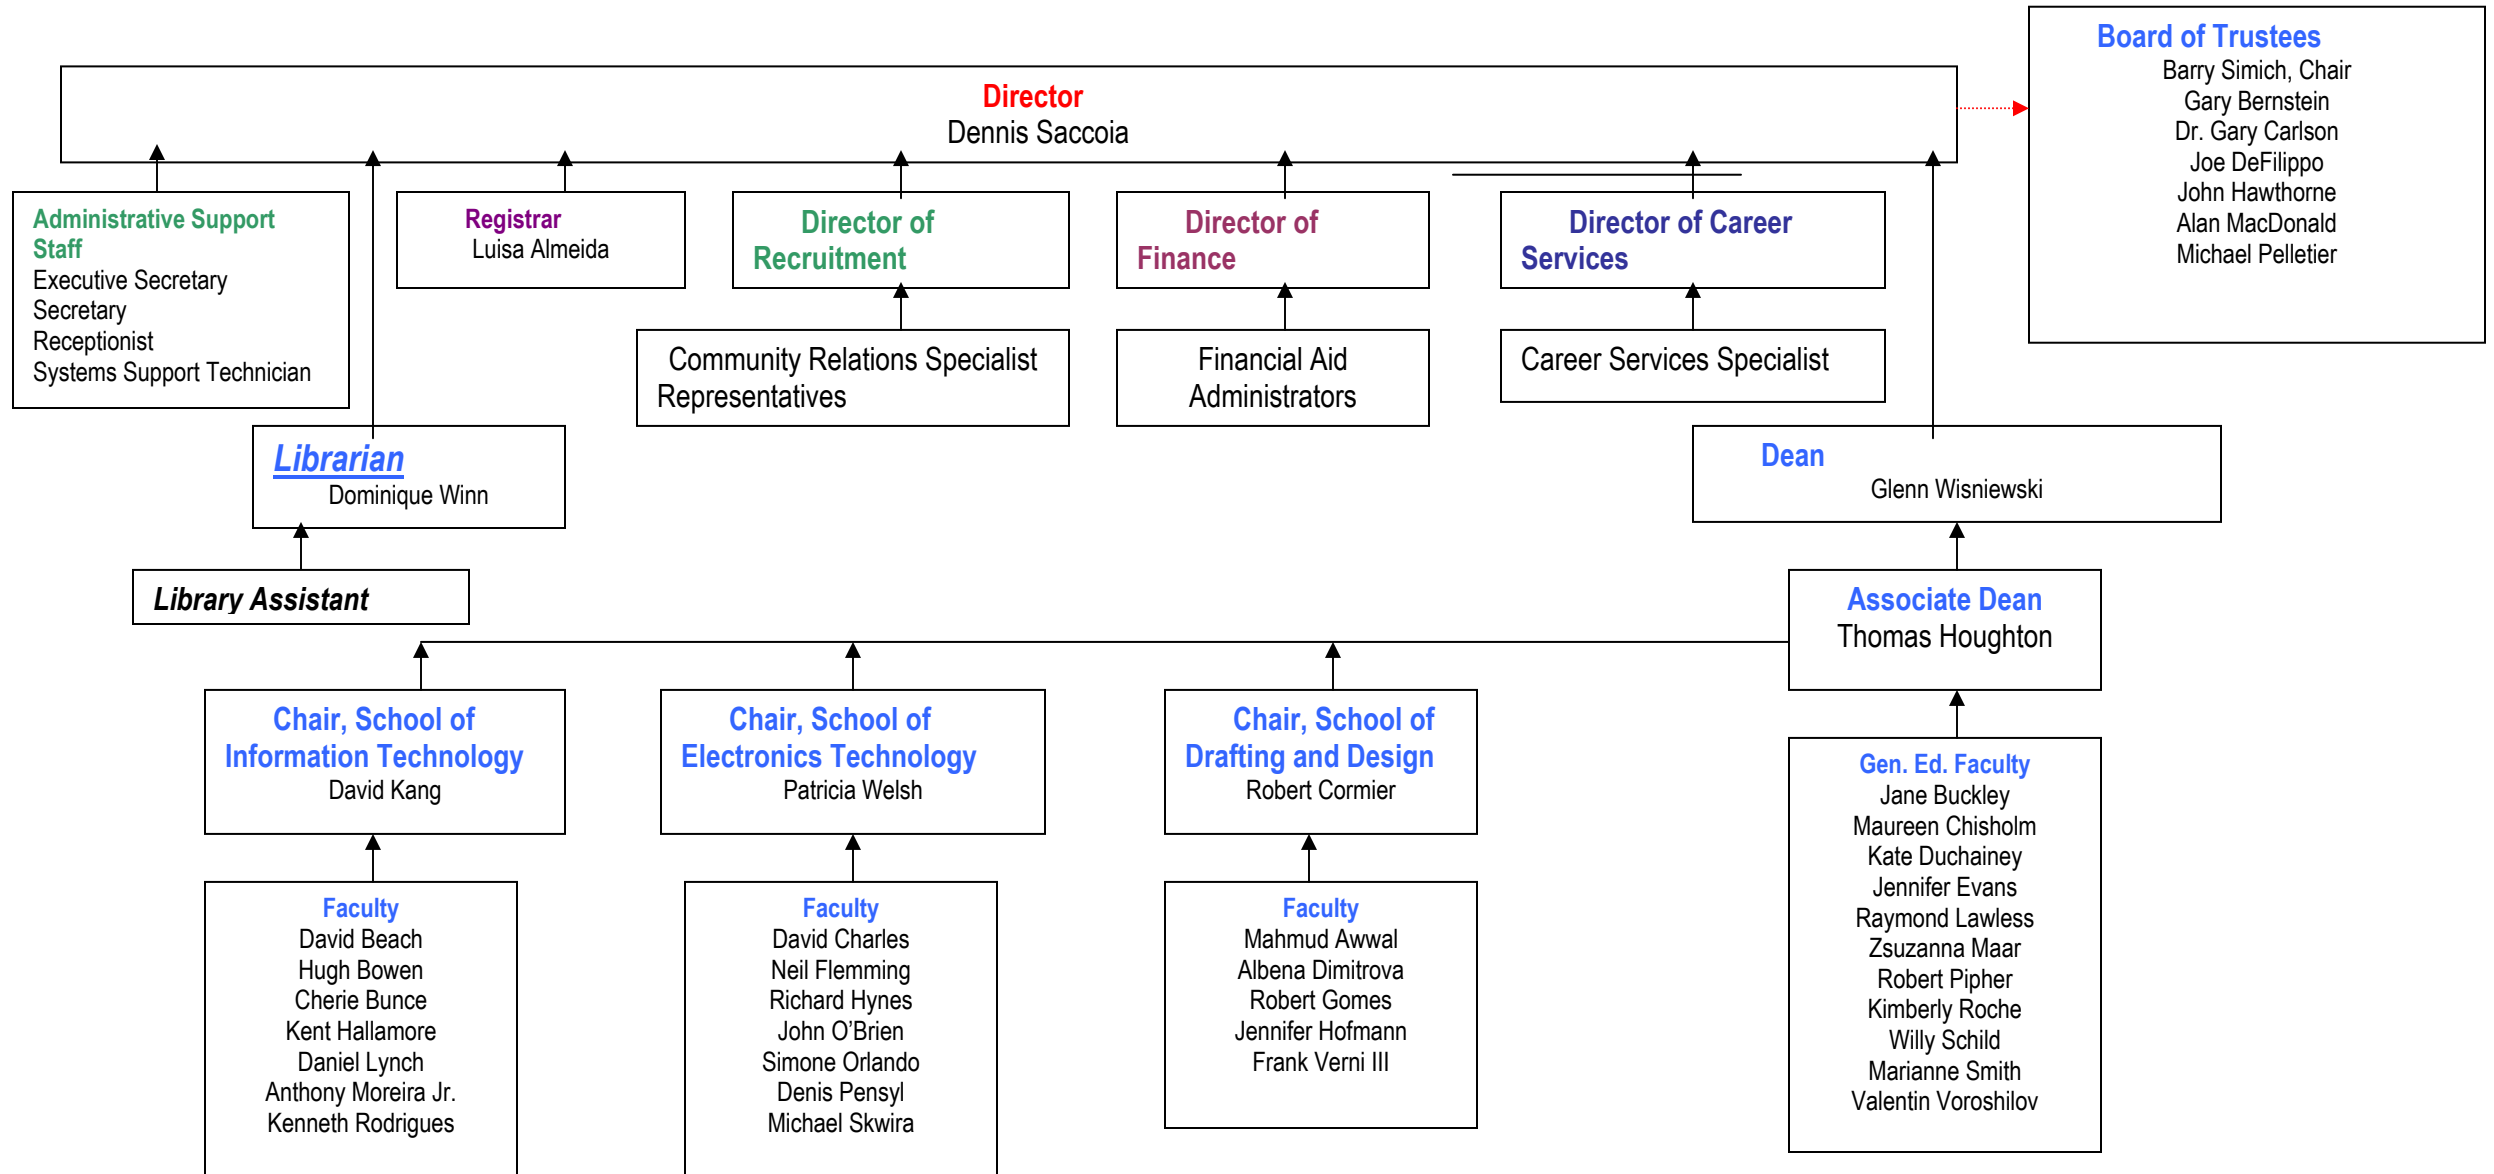 Board of Trustees
Barry Simich, Chair
Gary Bernstein
Dr. Gary Carlson
Joe DeFilippo
John Hawthorne
Alan MacDonald
Michael Pelletier
Director
Dennis Saccoia
Administrative Support
Staff
Executive Secretary
Secretary
Receptionist
Systems Support Technician
Registrar
Luisa Almeida
Director of
Recruitment
Director of
Finance
Director of Career
Services
Community Relations Specialist
Representatives
Financial Aid
Administrators
Career Services Specialist
Librarian
Dominique Winn
Dean
Glenn Wisniewski
Library Assistant
Associate Dean
Thomas Houghton
Chair, School of
Information Technology
David Kang
Chair, School of
Electronics Technology
Patricia Welsh
Chair, School of
Drafting and Design
Robert Cormier
Gen. Ed. Faculty
Jane Buckley
Maureen Chisholm
Kate Duchainey
Jennifer Evans
Raymond Lawless
Zsuzanna Maar
Robert Pipher
Kimberly Roche
Willy Schild
Marianne Smith
Valentin Voroshilov
Faculty
David Beach
Hugh Bowen
Cherie Bunce
Kent Hallamore
Daniel Lynch
Anthony Moreira Jr.
Kenneth Rodrigues
Faculty
David Charles
Neil Flemming
Richard Hynes
John O’Brien
Simone Orlando
Denis Pensyl
Michael Skwira
Faculty
Mahmud Awwal
Albena Dimitrova
Robert Gomes
Jennifer Hofmann
Frank Verni III